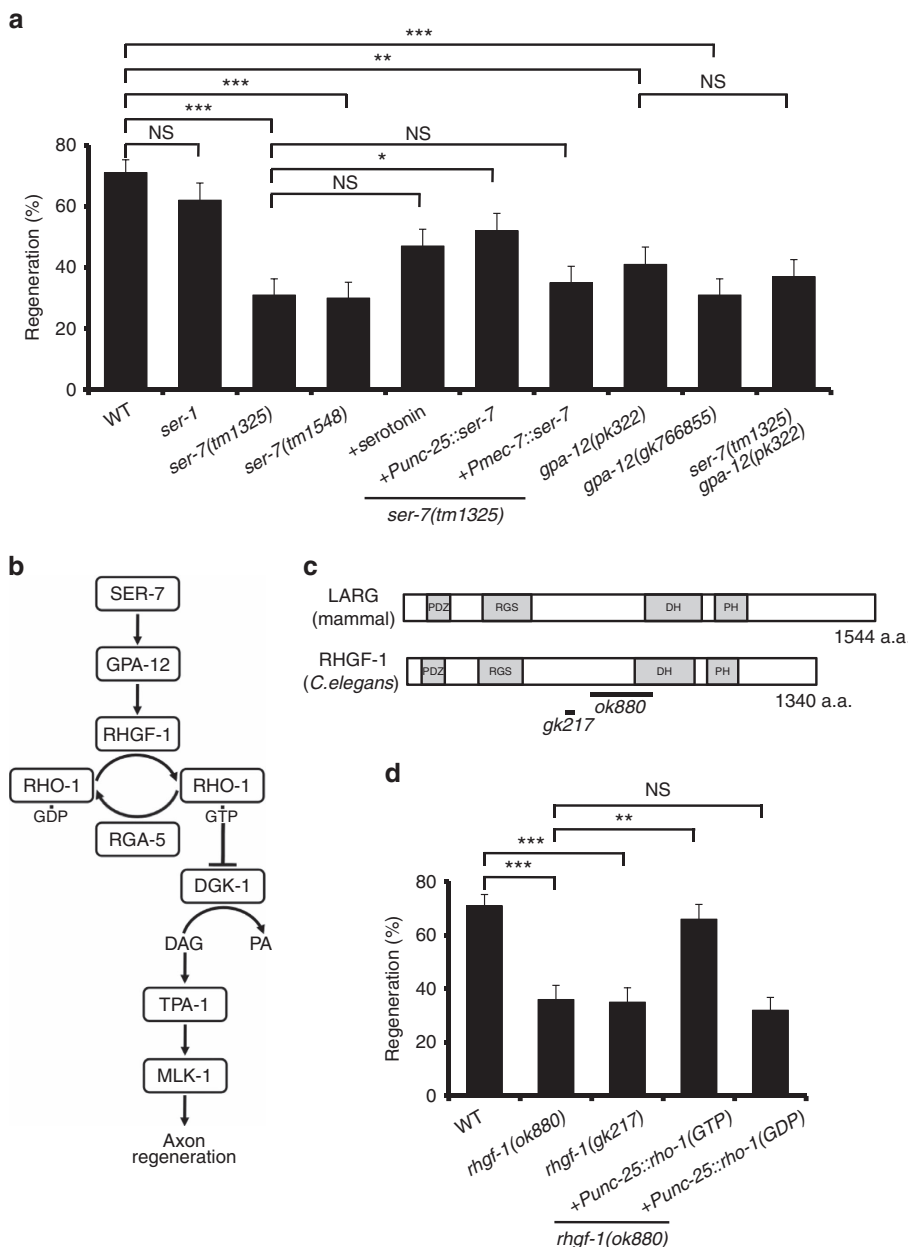 a
***
**
***
***
NS
NS
NS
*
NS
80
60
40
20
0
Regeneration (%)
WT
ser-1
ser-7(tm1325)
ser-7(tm1548)
+serotonin
+Punc-25::ser-7
+Pmec-7::ser-7
gpa-12(pk322)
gpa-12(gk766855)
ser-7(tm1325)
gpa-12(pk322)
ser-7(tm1325)
b
SER-7
GPA-12
RHGF-1
RHO-1
RHO-1
GDP
GTP
RGA-5
DGK-1
DAG
PA
TPA-1
MLK-1
Axon
regeneration
c
LARG
(mammal)
PDZ
RGS
DH
PH
1544 a.a.
RHGF-1
(C.elegans)
PDZ
RGS
DH
PH
1340 a.a.
ok880
gk217
d
NS
**
***
***
80
60
40
20
0
Regeneration (%)
WT
rhgf-1(ok880)
rhgf-1(gk217)
+Punc-25::rho-1(GTP)
+Punc-25::rho-1(GDP)
rhgf-1(ok880)